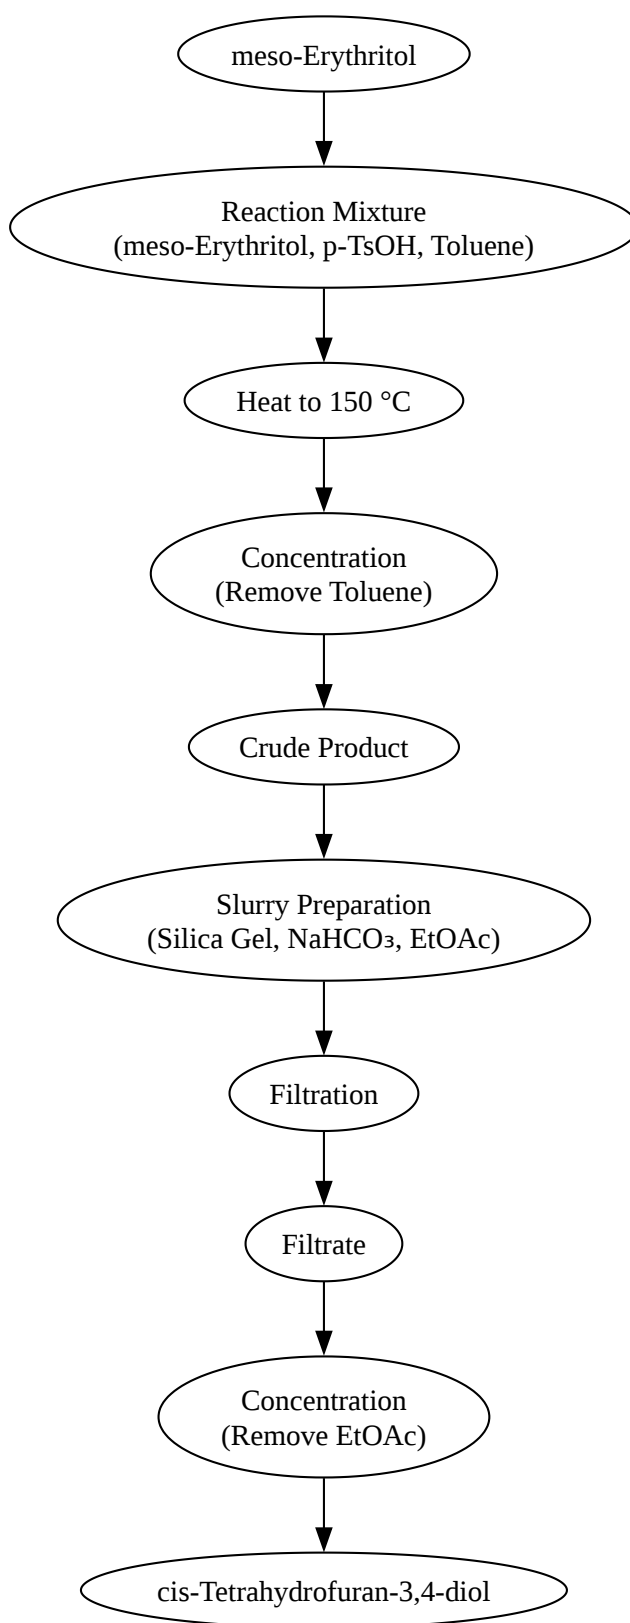 meso-Erythritol
Reaction Mixture
(meso-Erythritol, p-TsOH, Toluene)
Heat to 150 °C
Concentration
(Remove Toluene)
Crude Product
Slurry Preparation
(Silica Gel, NaHCO₃, EtOAc)
Filtration
Filtrate
Concentration
(Remove EtOAc)
cis-Tetrahydrofuran-3,4-diol